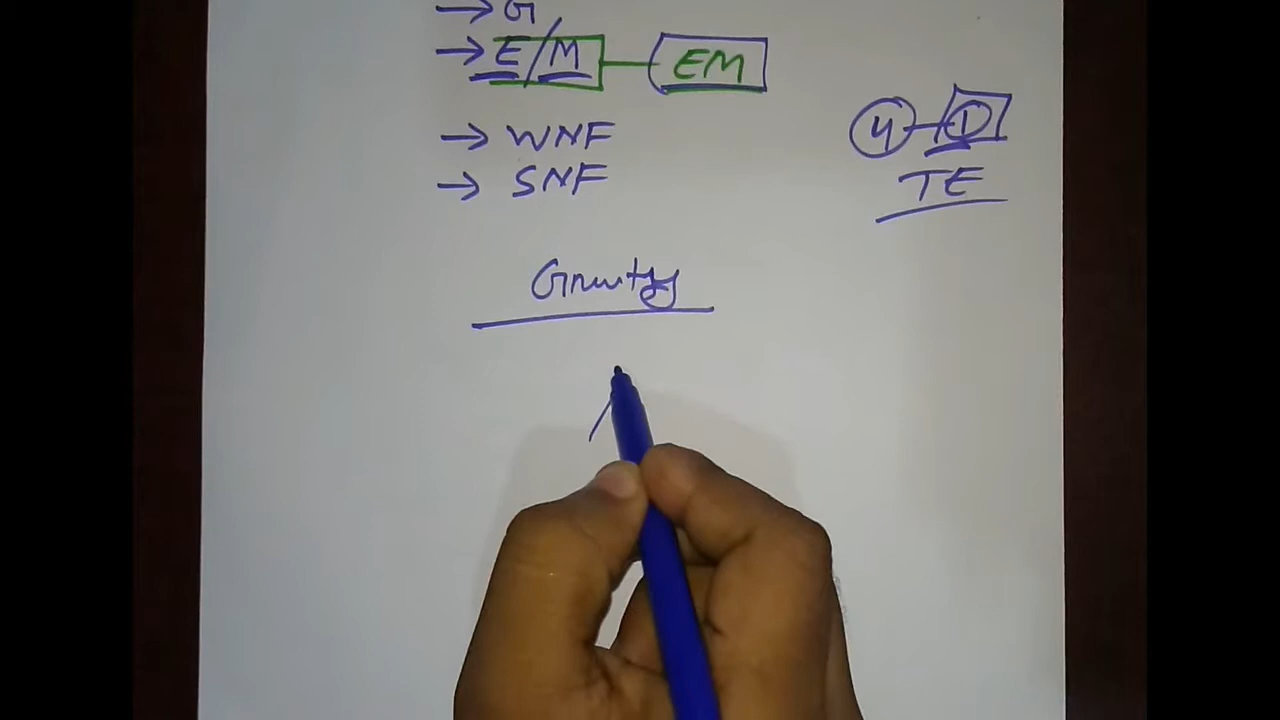 → G
→ E/M EM
→ WNF
→ SNF
4 1
TE
Gravity